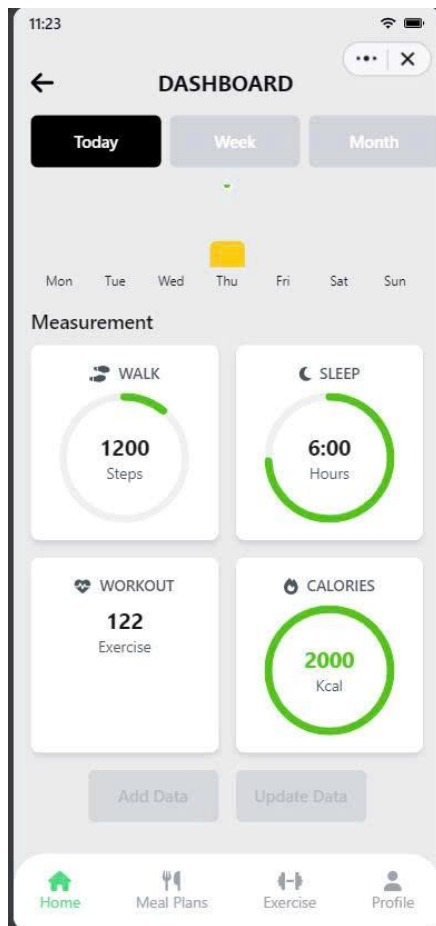 11:23
DASHBOARD
Today Week Month
Mon Tue Wed Thu Fri Sat Sun
Measurement
WALK
1200
Steps
SLEEP
6:00
Hours
WORKOUT
122
Exercise
CALORIES
2000
Kcal
Add Data Update Data
Home Meal Plans Exercise Profile